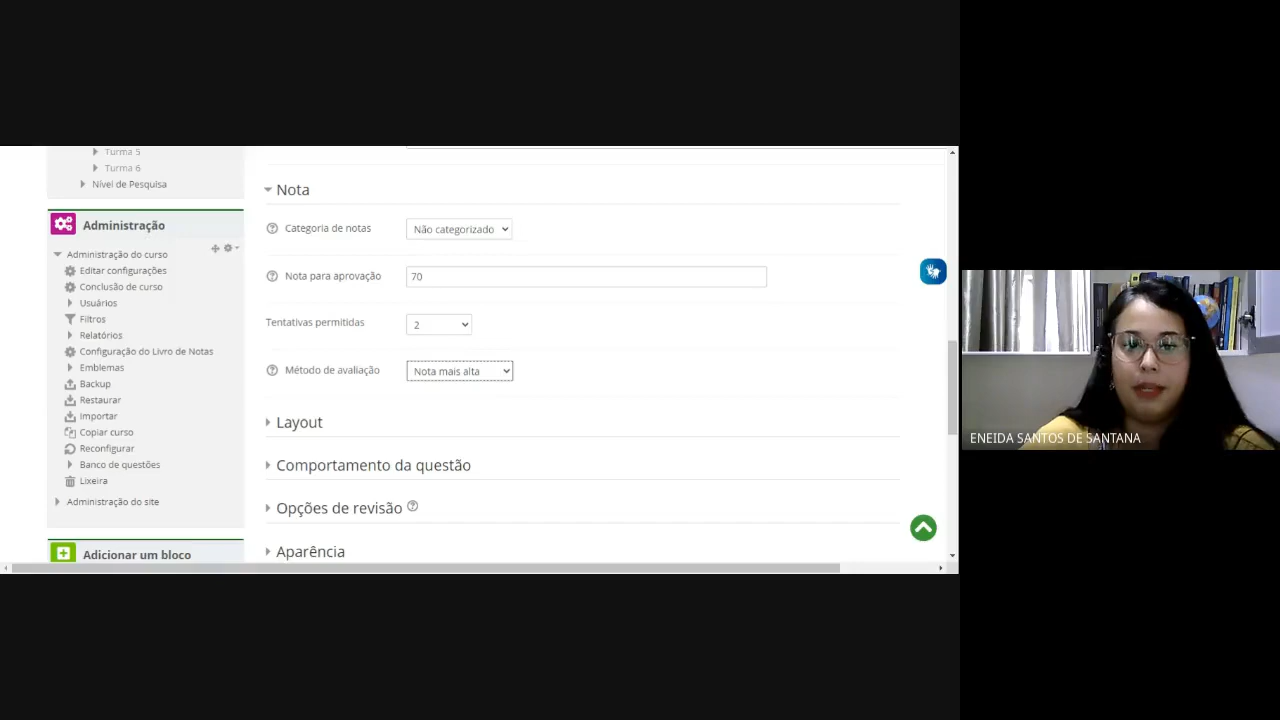 Turma 5
Turma 6
Nível de Pesquisa
Administração
Administração do curso
Editar configurações
Conclusão de curso
Usuários
Filtros
Relatórios
Configuração do Livro de Notas
Emblemas
Backup
Restaurar
Importar
Copiar curso
Reconfigurar
Banco de questões
Lixeira
Administração do site
Adicionar um bloco
Nota
Categoria de notas
Não categorizado
Nota para aprovação
70
Tentativas permitidas
2
Método de avaliação
Nota mais alta
Layout
Comportamento da questão
Opções de revisão
Aparência
ENEIDA SANTOS DE SANTANA